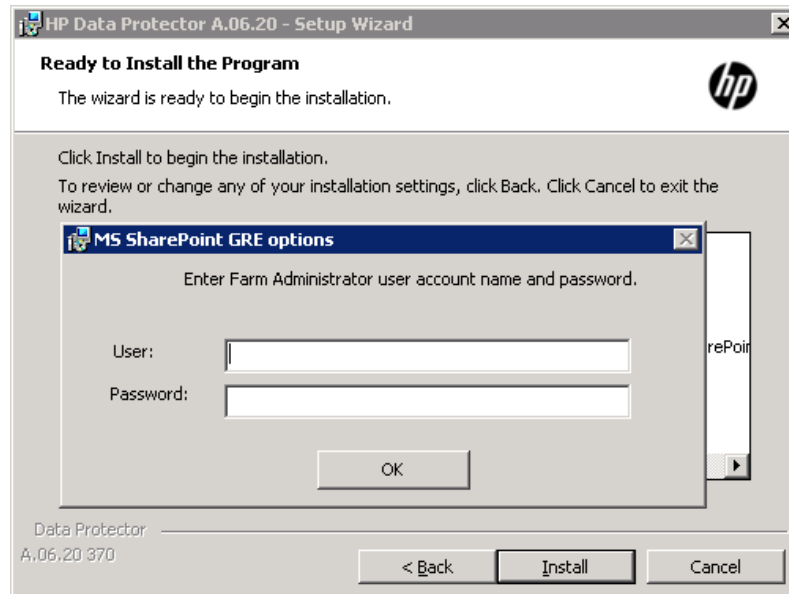 HP Data Protector A.06.20 - Setup Wizard
Ready to Install the Program
The wizard is ready to begin the installation.
hp
Click Install to begin the installation.
To review or change any of your installation settings, click Back. Click Cancel to exit the
wizard.
MS SharePoint GRE options
Enter Farm Administrator user account name and password.
User:
rePoin
Password:
OK
Data Protector
A.06.20 370
< Back
Install
Cancel